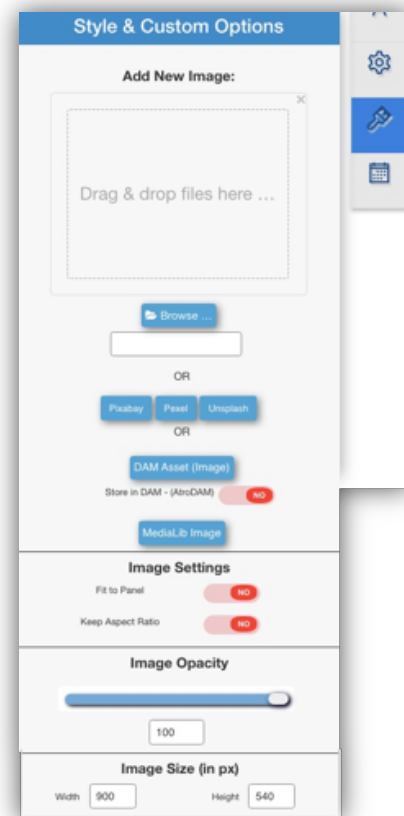 Style & Custom Options
Add New Image:
×
Drag & drop files here ...
Browse ...
OR
Pixabay Pexel Unsplash
OR
DAM Asset (Image)
Store in DAM - (AtroDAM) NO
MediaLib Image
Image Settings
Fit to Panel NO
Keep Aspect Ratio NO
Image Opacity
100
Image Size (in px)
Width 900 Height 540